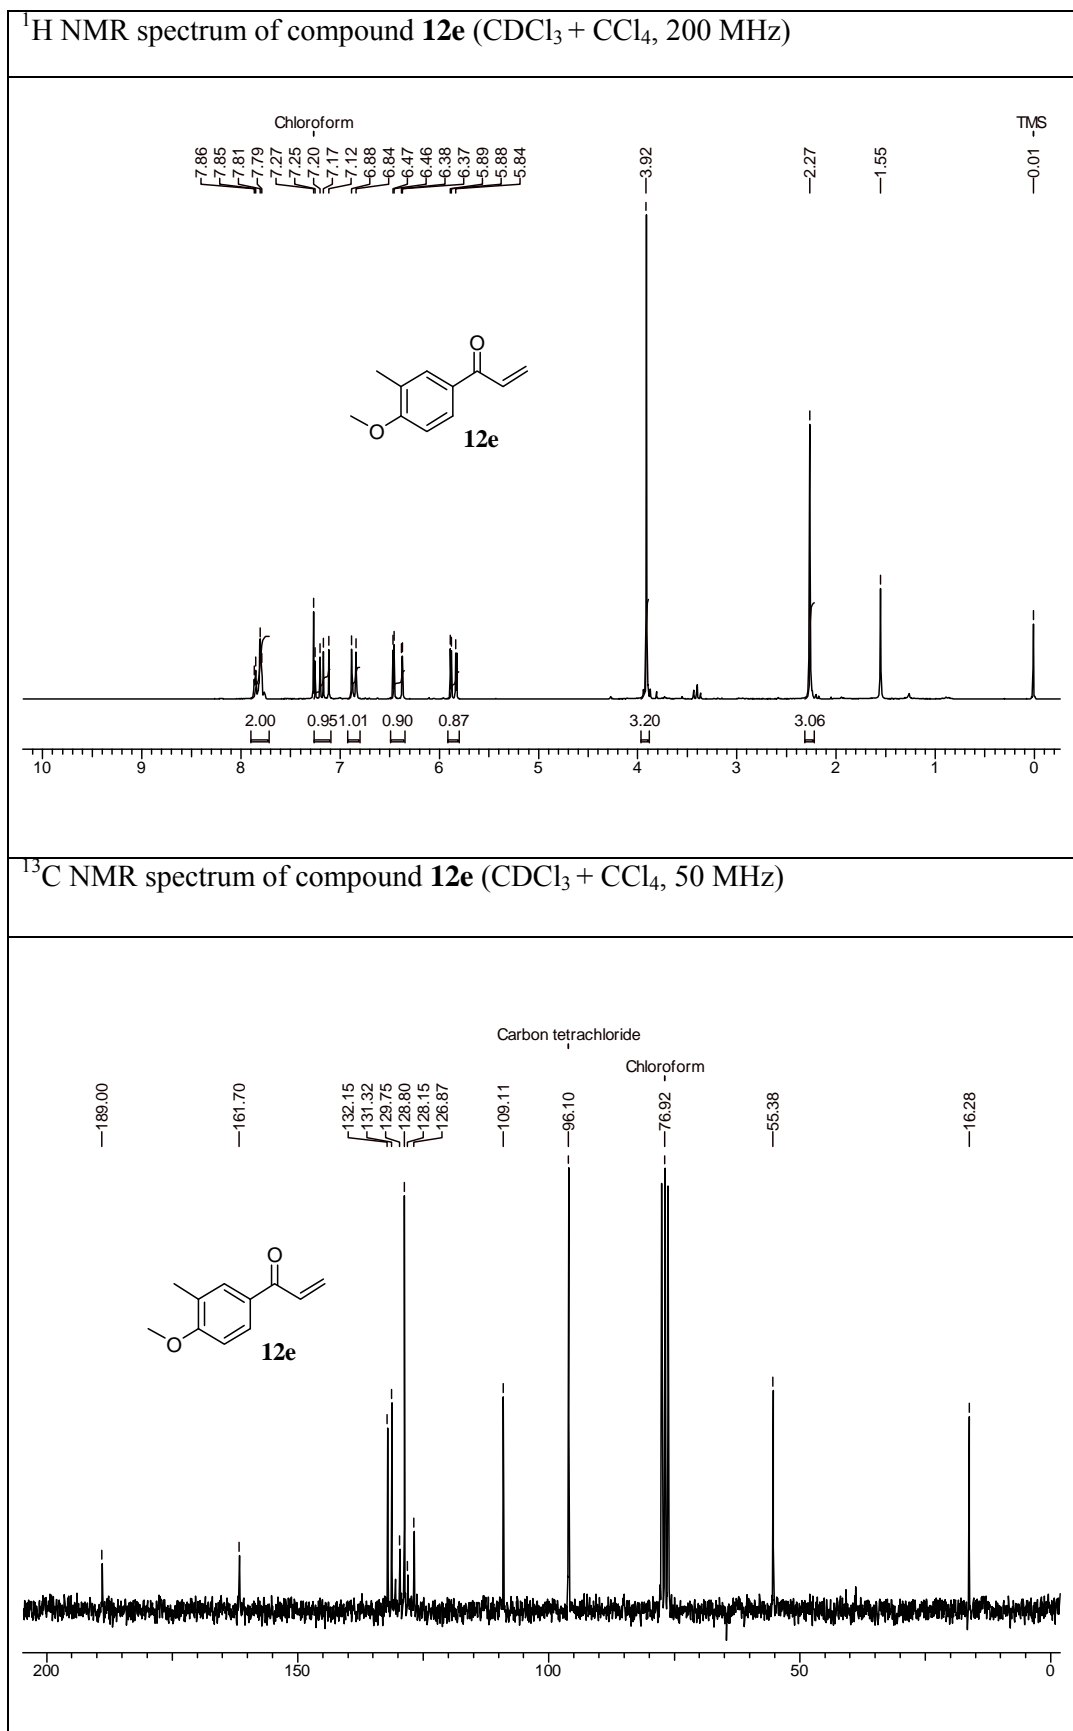 ¹H NMR spectrum of compound 12e (CDCl₃ + CCl₄, 200 MHz)
Chloroform
TMS
7.86
7.85
7.81
7.79
7.27
7.25
7.20
7.17
7.12
6.88
6.84
6.47
6.46
6.38
6.37
5.89
5.88
5.84
3.92
2.27
1.55
0.01
O
O
12e
2.00 0.95 1.01 0.90 0.87 3.20 3.06
10 9 8 7 6 5 4 3 2 1 0
¹³C NMR spectrum of compound 12e (CDCl₃ + CCl₄, 50 MHz)
Carbon tetrachloride
Chloroform
189.00
161.70
132.15
131.32
129.75
128.80
128.15
126.87
109.11
96.10
76.92
55.38
16.28
O
O
12e
200 150 100 50 0